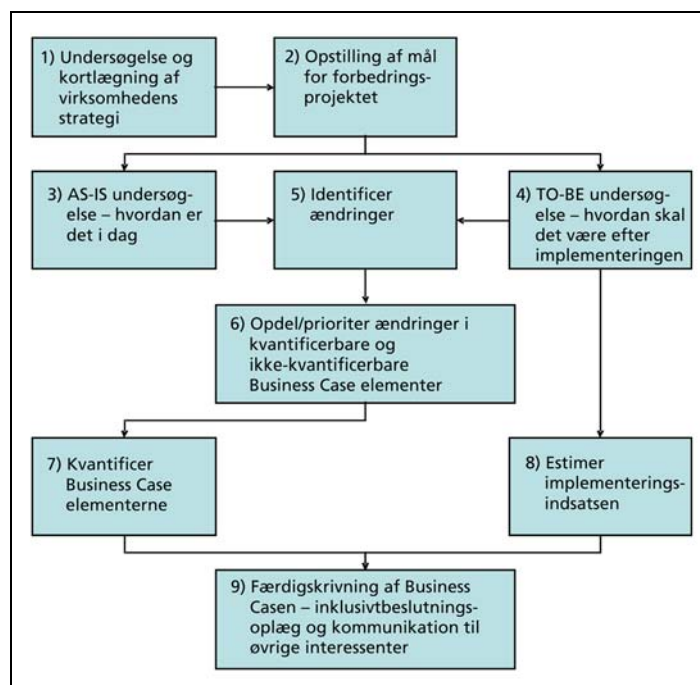 1) Undersøgelse og
kortlægning af
virksomhedens
strategi
2) Opstilling af mål
for forbedrings-
projektet
3) AS-IS undersøg-
else – hvordan er
det i dag
5) Identificer
ændringer
4) TO-BE undersøg-
else – hvordan skal
det være efter
implementeringen
6) Opdel/prioriter ændringer i
kvantificerbare og
ikke-kvantificerbare
Business Case elementer
7) Kvantificer
Business Case
elementerne
8) Estimer
implementerings-
indsatsen
9) Færdigskrivning af Business
Casen – inklusivtbeslutnings-
oplæg og kommunikation til
øvrige interessenter